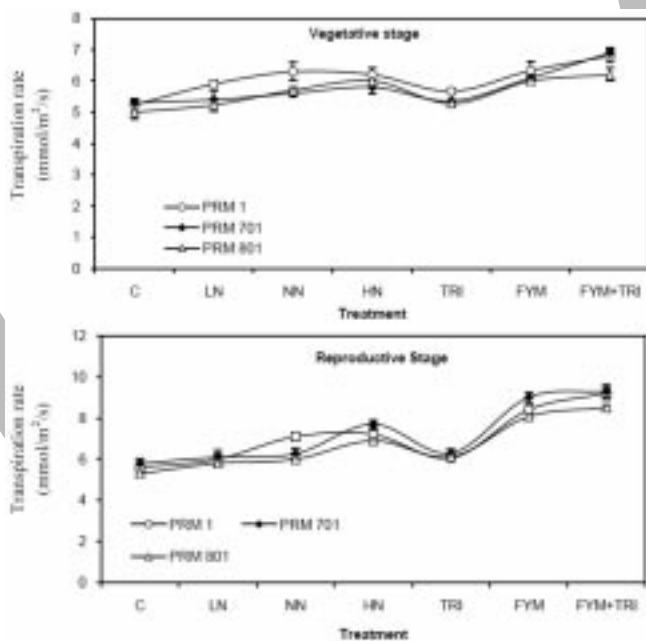 Vegetative stage
Transpiration rate
(mmol/m²/s)
8
7
6
5
4
3
2
1
0
PRM 1
PRM 701
PRM 801
C LN NN HN TRI FYM FYM+TRI
Treatment
Reproductive Stage
Transpiration rate
(mmol/m²/s)
12
10
8
6
4
2
0
PRM 1 PRM 701
PRM 801
C LN NN HN TRI FYM FYM+TRI
Treatment